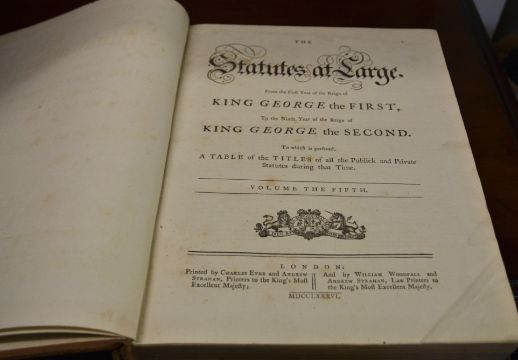 THE
Statutes at Large.
From the First Year of the Reign of
KING GEORGE the FIRST,
To the Ninth Year of the Reign of
KING GEORGE the SECOND.
To which is prefixed,
A TABLE of the TITLES of all the Publick and Private
Statutes during that Time.
VOLUME THE FIFTH.
LONDON:
Printed by CHARLES EYRE and ANDREW
STRAHAN, Printers to the King's Most
Excellent Majesty;
And by WILLIAM WOODFALL and
ANDREW STRAHAN, Law Printers to
the King's Most Excellent Majesty.
MDCCLXXXVI.